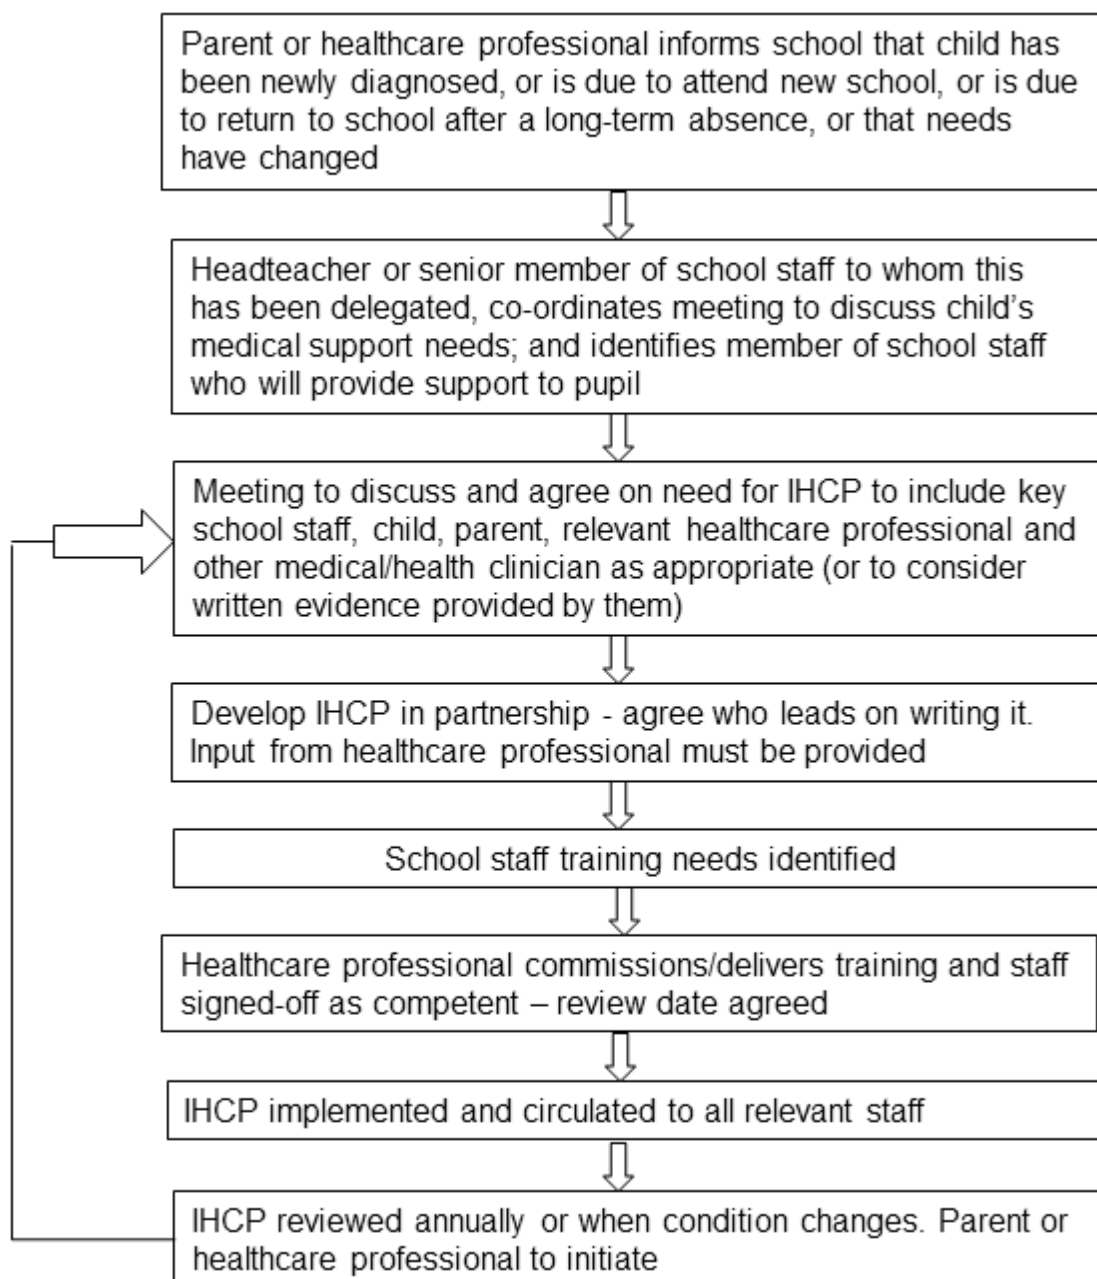 Parent or healthcare professional informs school that child has
been newly diagnosed, or is due to attend new school, or is due
to return to school after a long-term absence, or that needs
have changed
Headteacher or senior member of school staff to whom this
has been delegated, co-ordinates meeting to discuss child's
medical support needs; and identifies member of school staff
who will provide support to pupil
Meeting to discuss and agree on need for IHCP to include key
school staff, child, parent, relevant healthcare professional and
other medical/health clinician as appropriate (or to consider
written evidence provided by them)
Develop IHCP in partnership - agree who leads on writing it.
Input from healthcare professional must be provided
School staff training needs identified
Healthcare professional commissions/delivers training and staff
signed-off as competent – review date agreed
IHCP implemented and circulated to all relevant staff
IHCP reviewed annually or when condition changes. Parent or
healthcare professional to initiate